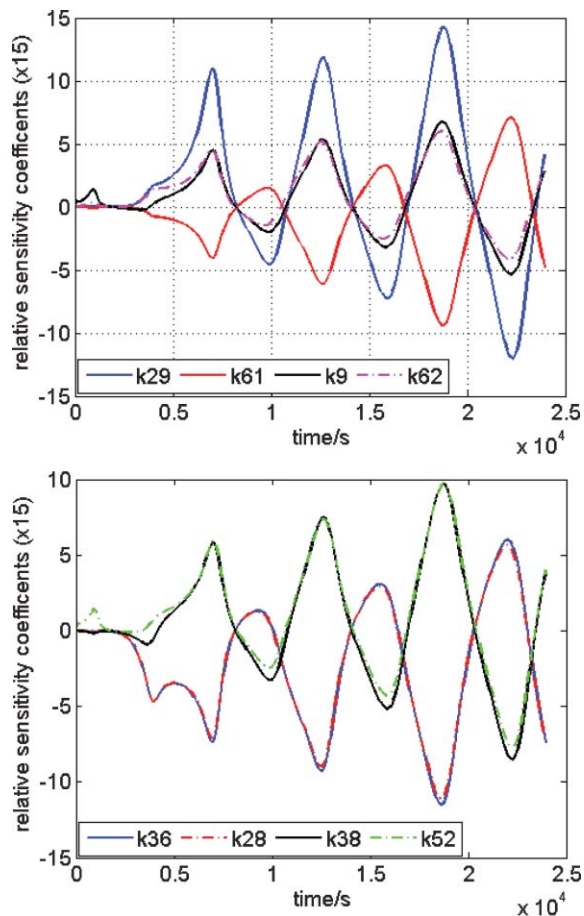 relative sensitivity coefficents (x15)
15
10
5
0
-5
-10
-15
k29 k61 k9 k62
0 0.5 1 1.5 2 2.5
time/s
x 10^4
relative sensitivity coefficents (x15)
10
5
0
-5
-10
-15
k36 k28 k38 k52
0 0.5 1 1.5 2 2.5
time/s
x 10^4